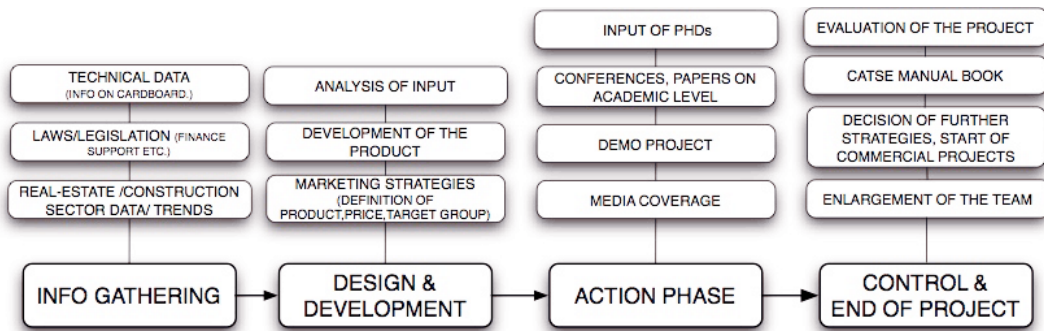 TECHNICAL DATA
(INFO ON CARDBOARD.)
LAWS/LEGISLATION (FINANCE
SUPPORT ETC.)
REAL-ESTATE /CONSTRUCTION
SECTOR DATA/ TRENDS
INFO GATHERING
ANALYSIS OF INPUT
DEVELOPMENT OF THE
PRODUCT
MARKETING STRATEGIES
(DEFINITION OF
PRODUCT,PRICE,TARGET GROUP)
DESIGN &
DEVELOPMENT
INPUT OF PHDs
CONFERENCES, PAPERS ON
ACADEMIC LEVEL
DEMO PROJECT
MEDIA COVERAGE
ACTION PHASE
EVALUATION OF THE PROJECT
CATSE MANUAL BOOK
DECISION OF FURTHER
STRATEGIES, START OF
COMMERCIAL PROJECTS
ENLARGEMENT OF THE TEAM
CONTROL &
END OF PROJECT